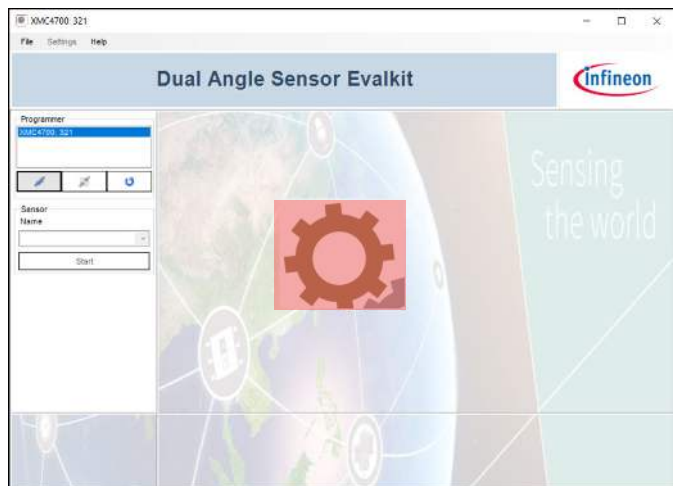 XMC4700: 321
File Settings Help
Dual Angle Sensor Evalkit
infineon
Programmer
XMC4700: 321
Sensing
the world
Sensor
Name
Start